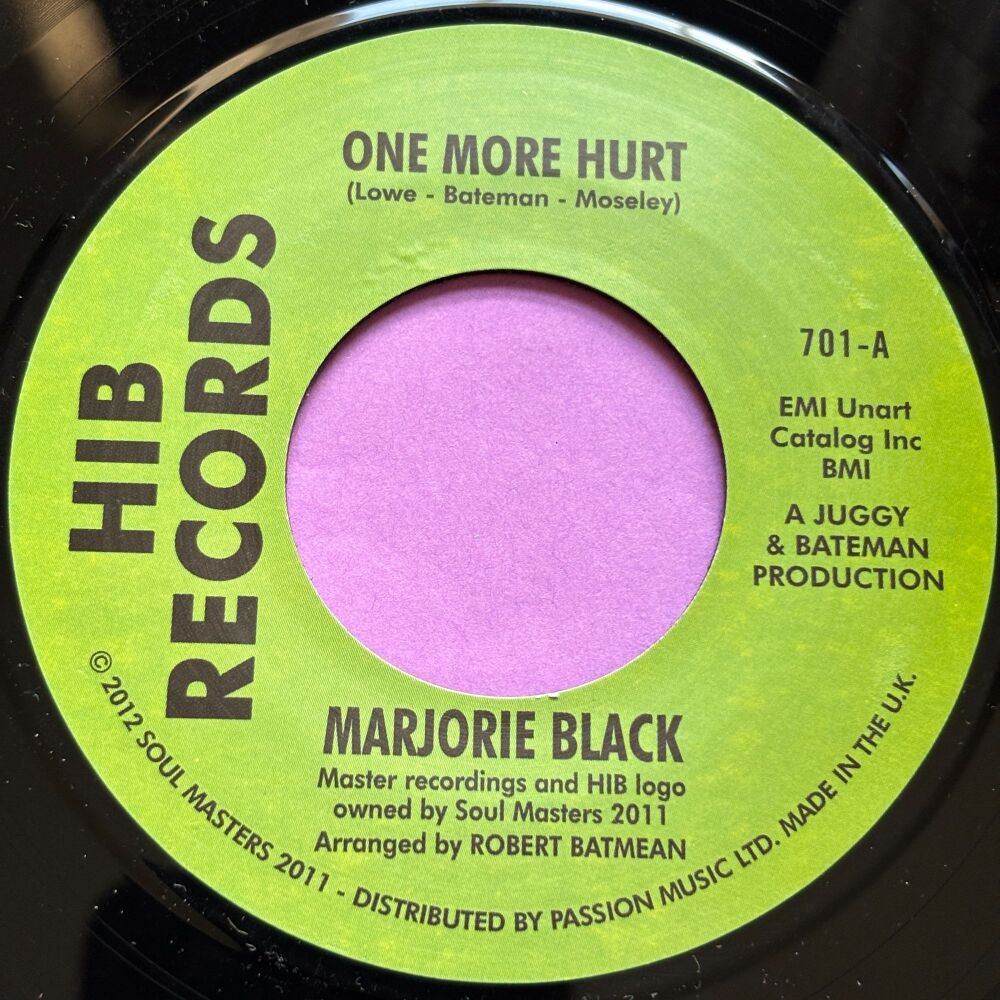 ONE MORE HURT
(Lowe - Bateman - Moseley)
HIB
RECORDS
701-A
EMI Unart
Catalog Inc
BMI
A JUGGY
& BATEMAN
PRODUCTION
MARJORIE BLACK
Master recordings and HIB logo
owned by Soul Masters 2011
Arranged by ROBERT BATMEAN
© 2012 SOUL MASTERS 2011 - DISTRIBUTED BY PASSION MUSIC LTD. MADE IN THE U.K.